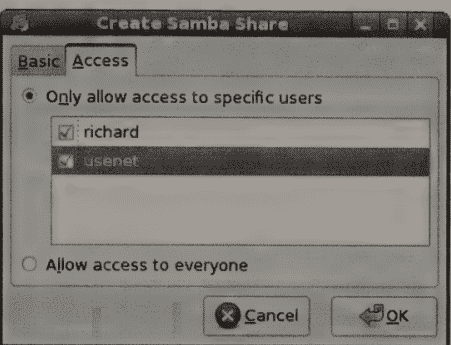 Create Samba Share
Basic Access
Only allow access to specific users
richard
usenet
Allow access to everyone
Cancel OK